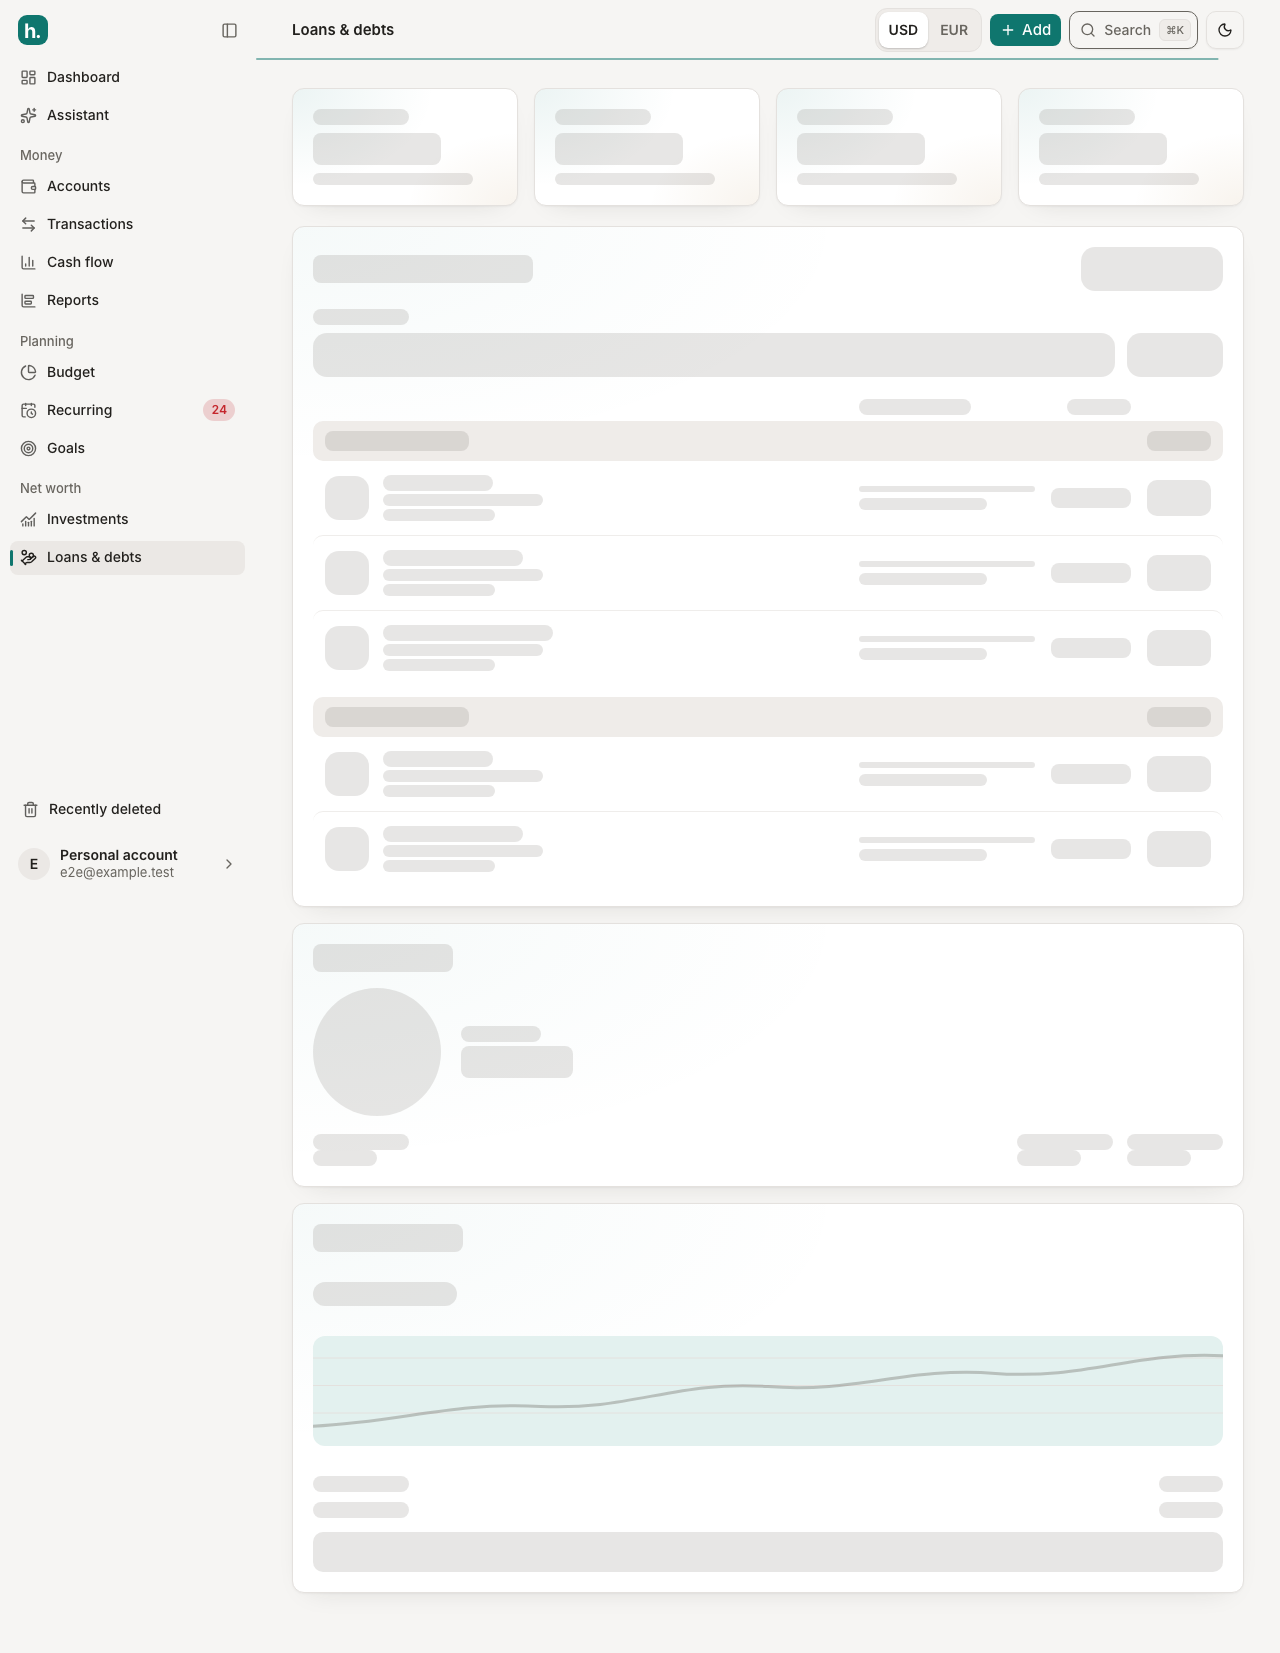 h.
Dashboard
Assistant
Money
Accounts
Transactions
Cash flow
Reports
Planning
Budget
Recurring 24
Goals
Net worth
Investments
Loans & debts
Recently deleted
E
Personal account
e2e@example.test
Loans & debts
USD EUR
Add
Search ⌘K